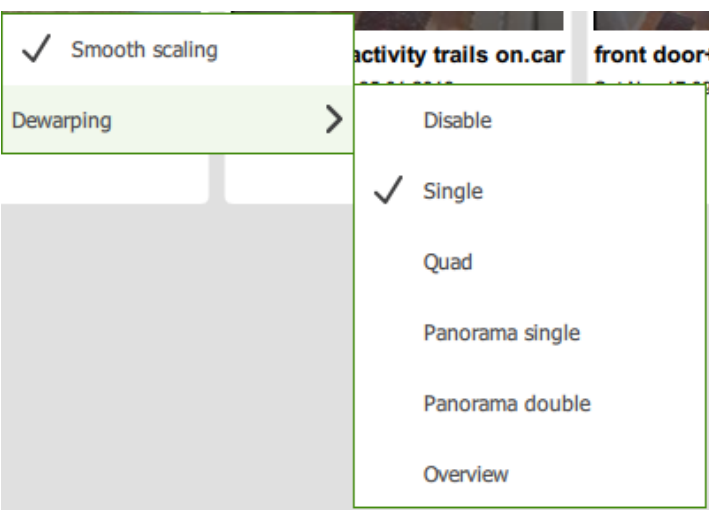 Smooth scaling
activity trails on.car
front door
Dewarping
Disable
Single
Quad
Panorama single
Panorama double
Overview